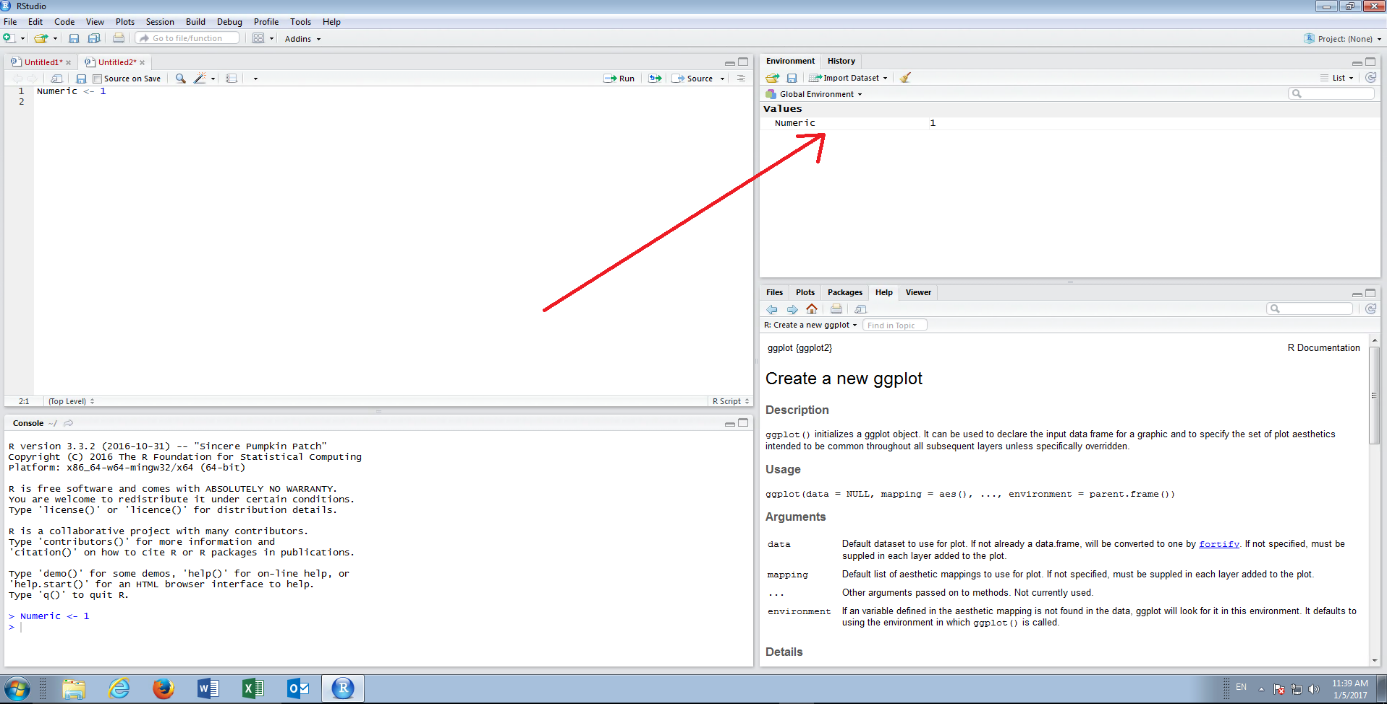 RStudio
File Edit Code View Plots Session Build Debug Profile Tools Help
Go to file/function Addins Project: (None)
Untitled1* Untitled2*
Source on Save Run Source
1 Numeric <- 1
2
2:1 (Top Level) R Script
Console ~/
R version 3.3.2 (2016-10-31) -- "Sincere Pumpkin Patch"
Copyright (C) 2016 The R Foundation for Statistical Computing
Platform: x86_64-w64-mingw32/x64 (64-bit)
R is free software and comes with ABSOLUTELY NO WARRANTY.
You are welcome to redistribute it under certain conditions.
Type 'license()' or 'licence()' for distribution details.
R is a collaborative project with many contributors.
Type 'contributors()' for more information and
'citation()' on how to cite R or R packages in publications.
Type 'demo()' for some demos, 'help()' for on-line help, or
'help.start()' for an HTML browser interface to help.
Type 'q()' to quit R.
> Numeric <- 1
>
Environment History
Import Dataset List
Global Environment
Values
Numeric 1
Files Plots Packages Help Viewer
R: Create a new ggplot Find in Topic
ggplot {ggplot2} R Documentation
Create a new ggplot
Description
ggplot() initializes a ggplot object. It can be used to declare the input data frame for a graphic and to specify the set of plot aesthetics
intended to be common throughout all subsequent layers unless specifically overridden.
Usage
ggplot(data = NULL, mapping = aes(), ..., environment = parent.frame())
Arguments
data Default dataset to use for plot. If not already a data.frame, will be converted to one by fortify. If not specified, must be
suppled in each layer added to the plot.
mapping Default list of aesthetic mappings to use for plot. If not specified, must be suppled in each layer added to the plot.
... Other arguments passed on to methods. Not currently used.
environment If an variable defined in the aesthetic mapping is not found in the data, ggplot will look for it in this environment. It defaults to
using the environment in which ggplot() is called.
Details
EN 11:39 AM
1/5/2017